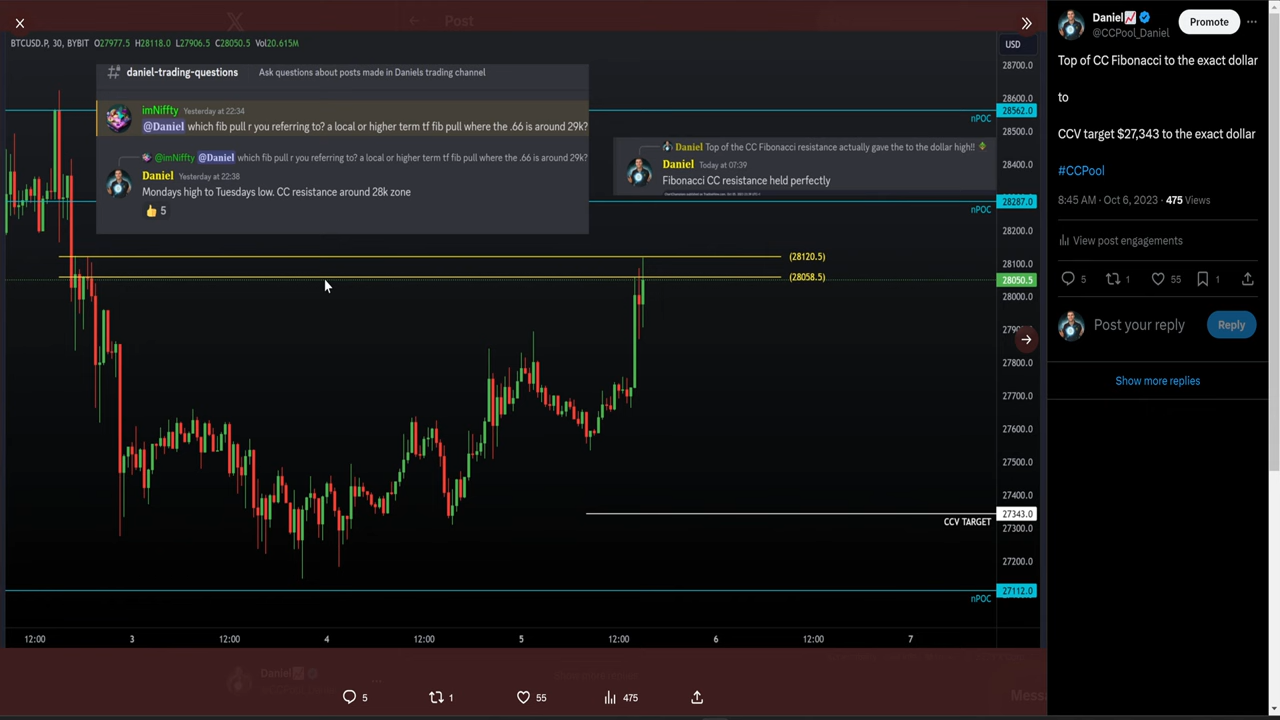 Post
BTCUSD.P, 30, BYBIT O27977.5 H28118.0 L27906.5 C28050.5 Vol20.615M
USD
# daniel-trading-questions Ask questions about posts made in Daniels trading channel
imNiffty Yesterday at 22:34
@Daniel which fib pull r you referring to? a local or higher term tf fib pull where the .66 is around 29k?
@imNiffty @Daniel which fib pull r you referring to? a local or higher term tf fib pull where the .66 is around 29k?
Daniel Yesterday at 22:38
Mondays high to Tuesdays low. CC resistance around 28k zone
👍 5
Daniel Top of the CC Fibonacci resistance actually gave the to the dollar high!!
Daniel Today at 07:39
Fibonacci CC resistance held perfectly
(28120.5)
(28058.5)
28700.0
28600.0
28562.0
nPOC
28500.0
28400.0
28300.0
28287.0
nPOC
28200.0
28100.0
28050.5
28000.0
27800.0
27700.0
27600.0
27500.0
27400.0
27343.0
CCV TARGET
27300.0
27200.0
27112.0
nPOC
12:00 3 12:00 4 12:00 5 12:00 6 12:00 7
Daniel
5 1 55 475
Daniel
@CCPool_Daniel
Promote
Top of CC Fibonacci to the exact dollar
to
CCV target $27,343 to the exact dollar
#CCPool
8:45 AM · Oct 6, 2023 · 475 Views
View post engagements
5 1 55 1
Post your reply
Reply
Show more replies